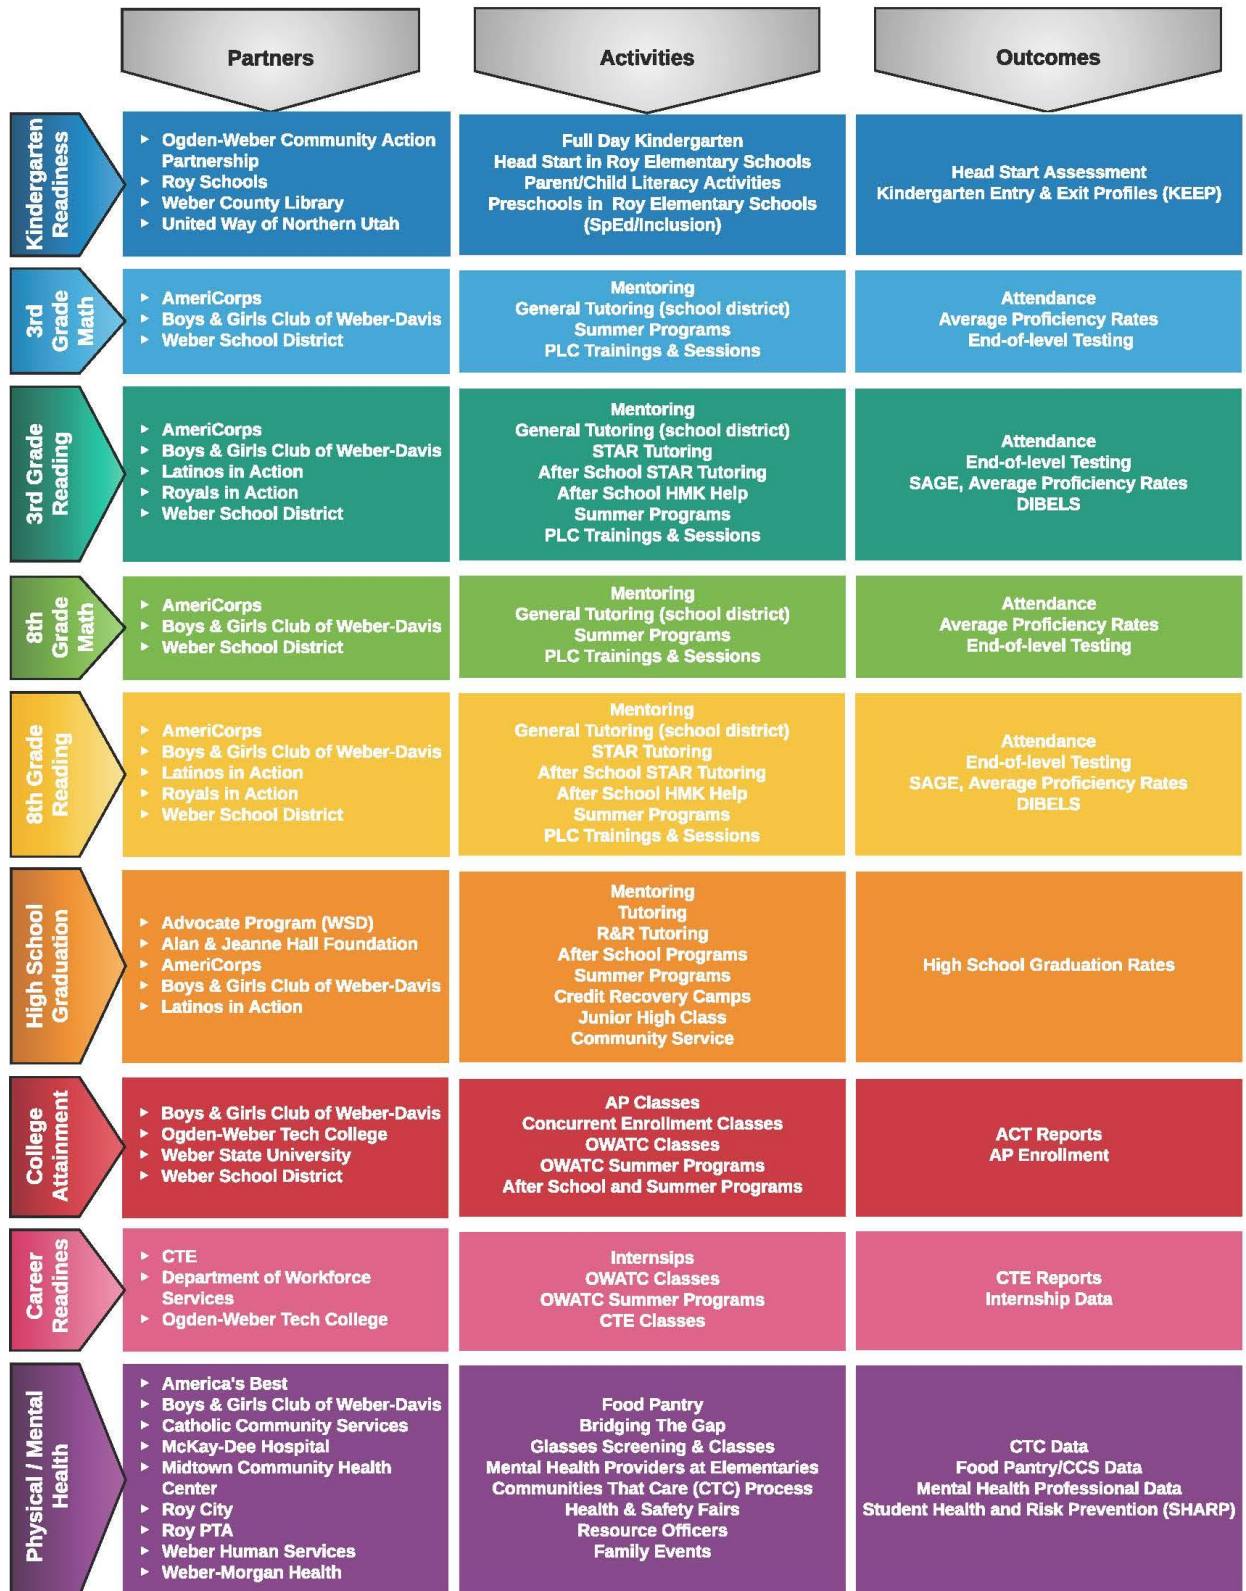 Partners
Activities
Outcomes
Kindergarten
Readiness
▸ Ogden-Weber Community Action
Partnership
▸ Roy Schools
▸ Weber County Library
▸ United Way of Northern Utah
Full Day Kindergarten
Head Start in Roy Elementary Schools
Parent/Child Literacy Activities
Preschools in Roy Elementary Schools
(SpEd/Inclusion)
Head Start Assessment
Kindergarten Entry & Exit Profiles (KEEP)
3rd
Grade
Math
▸ AmeriCorps
▸ Boys & Girls Club of Weber-Davis
▸ Weber School District
Mentoring
General Tutoring (school district)
Summer Programs
PLC Trainings & Sessions
Attendance
Average Proficiency Rates
End-of-level Testing
3rd Grade
Reading
▸ AmeriCorps
▸ Boys & Girls Club of Weber-Davis
▸ Latinos in Action
▸ Royals in Action
▸ Weber School District
Mentoring
General Tutoring (school district)
STAR Tutoring
After School STAR Tutoring
After School HMK Help
Summer Programs
PLC Trainings & Sessions
Attendance
End-of-level Testing
SAGE, Average Proficiency Rates
DIBELS
8th
Grade
Math
▸ AmeriCorps
▸ Boys & Girls Club of Weber-Davis
▸ Weber School District
Mentoring
General Tutoring (school district)
Summer Programs
PLC Trainings & Sessions
Attendance
Average Proficiency Rates
End-of-level Testing
8th Grade
Reading
▸ AmeriCorps
▸ Boys & Girls Club of Weber-Davis
▸ Latinos in Action
▸ Royals in Action
▸ Weber School District
Mentoring
General Tutoring (school district)
STAR Tutoring
After School STAR Tutoring
After School HMK Help
Summer Programs
PLC Trainings & Sessions
Attendance
End-of-level Testing
SAGE, Average Proficiency Rates
DIBELS
High School
Graduation
▸ Advocate Program (WSD)
▸ Alan & Jeanne Hall Foundation
▸ AmeriCorps
▸ Boys & Girls Club of Weber-Davis
▸ Latinos in Action
Mentoring
Tutoring
R&R Tutoring
After School Programs
Summer Programs
Credit Recovery Camps
Junior High Class
Community Service
High School Graduation Rates
College
Attainment
▸ Boys & Girls Club of Weber-Davis
▸ Ogden-Weber Tech College
▸ Weber State University
▸ Weber School District
AP Classes
Concurrent Enrollment Classes
OWATC Classes
OWATC Summer Programs
After School and Summer Programs
ACT Reports
AP Enrollment
Career
Readines
▸ CTE
▸ Department of Workforce
Services
▸ Ogden-Weber Tech College
Internsips
OWATC Classes
OWATC Summer Programs
CTE Classes
CTE Reports
Internship Data
Physical / Mental
Health
▸ America's Best
▸ Boys & Girls Club of Weber-Davis
▸ Catholic Community Services
▸ McKay-Dee Hospital
▸ Midtown Community Health
Center
▸ Roy City
▸ Roy PTA
▸ Weber Human Services
▸ Weber-Morgan Health
Food Pantry
Bridging The Gap
Glasses Screening & Classes
Mental Health Providers at Elementaries
Communities That Care (CTC) Process
Health & Safety Fairs
Resource Officers
Family Events
CTC Data
Food Pantry/CCS Data
Mental Health Professional Data
Student Health and Risk Prevention (SHARP)